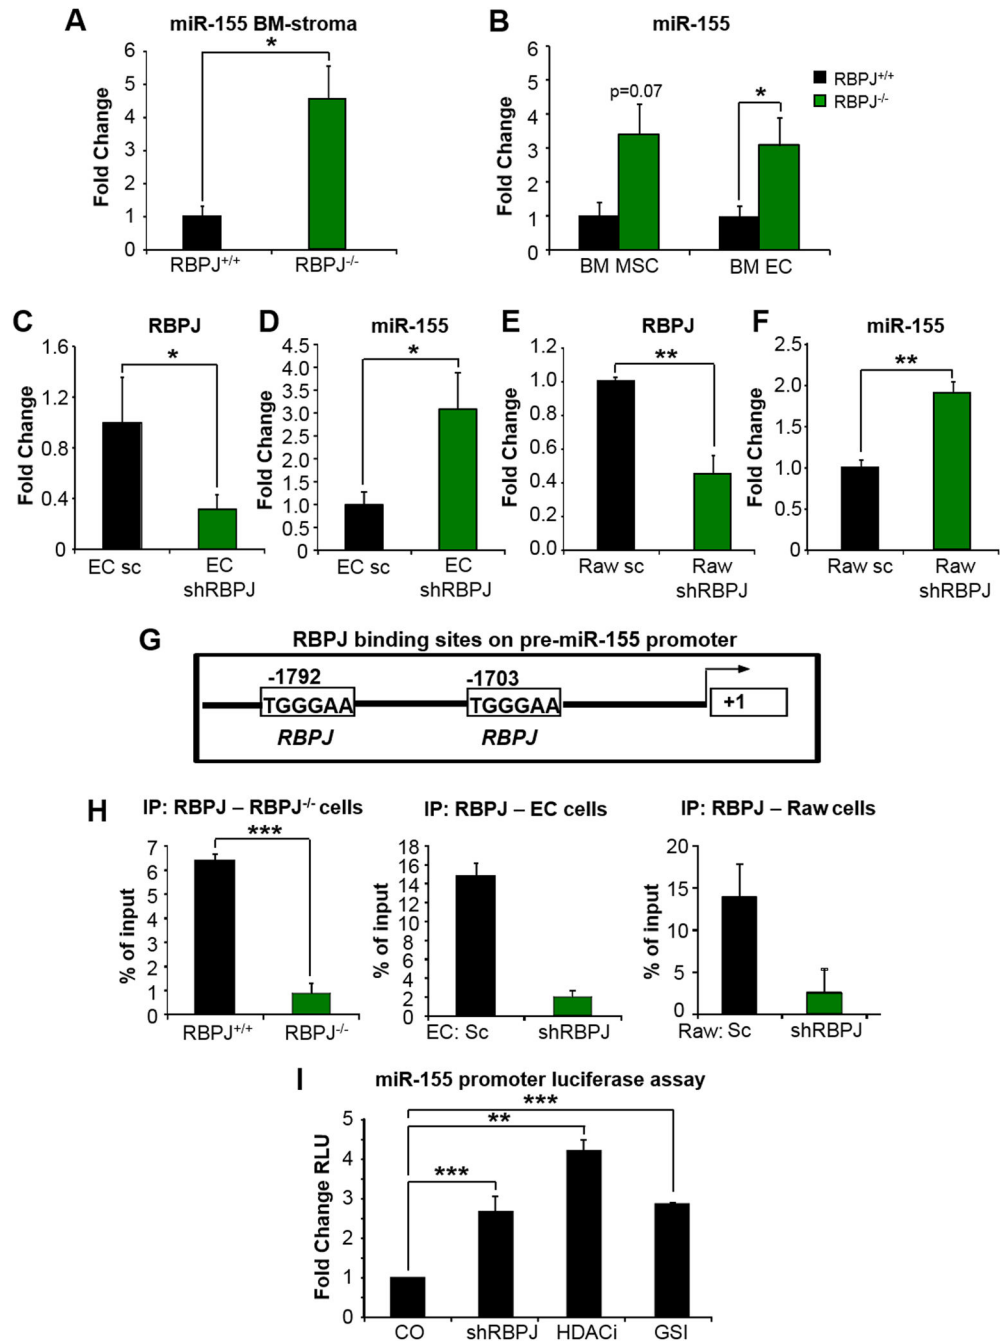 A
miR-155 BM-stroma
Fold Change
6
5
4
3
2
1
0
*
RBPJ+/+
RBPJ-/-
B
miR-155
Fold Change
6
5
4
3
2
1
0
p=0.07
*
RBPJ+/+
RBPJ-/-
BM MSC
BM EC
C
RBPJ
Fold Change
1.6
1.2
0.8
0.4
0
*
EC sc
EC
shRBPJ
D
miR-155
Fold Change
4.5
4.0
3.5
3.0
2.5
2.0
1.5
1.0
0.5
0
*
EC sc
EC
shRBPJ
E
RBPJ
Fold Change
1.2
1.0
0.8
0.6
0.4
0.2
0.0
**
Raw sc
Raw
shRBPJ
F
miR-155
Fold Change
2.5
2.0
1.5
1.0
0.5
0
**
Raw sc
Raw
shRBPJ
G
RBPJ binding sites on pre-miR-155 promoter
-1792
-1703
TGGGAA
TGGGAA
+1
RBPJ
RBPJ
H
IP: RBPJ – RBPJ-/- cells
% of input
7
6
5
4
3
2
1
0
***
RBPJ+/+
RBPJ-/-
IP: RBPJ – EC cells
% of input
18
16
14
12
10
8
6
4
2
0
EC: Sc
shRBPJ
IP: RBPJ – Raw cells
% of input
20
15
10
5
0
Raw: Sc
shRBPJ
I
miR-155 promoter luciferase assay
Fold Change RLU
5
4
3
2
1
0
***
**
***
CO
shRBPJ
HDACi
GSI